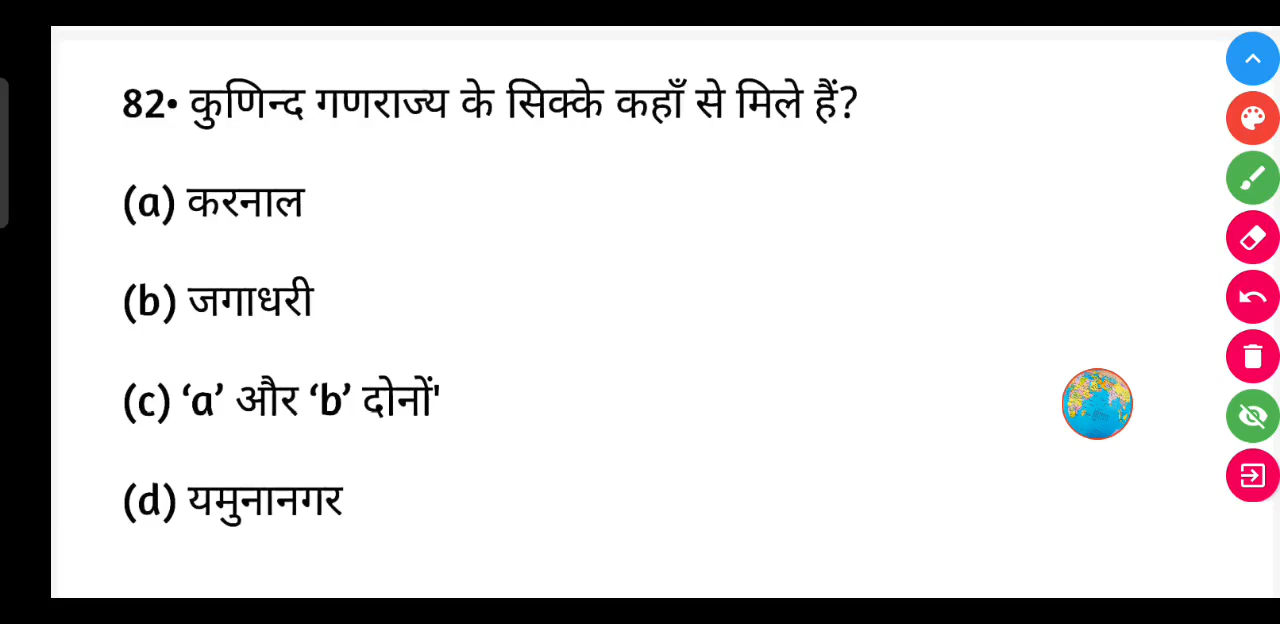 82• कुणिन्द गणराज्य के सिक्के कहाँ से मिले हैं?
(a) करनाल
(b) जगाधरी
(c) ‘a’ और ‘b’ दोनों'
(d) यमुनानगर